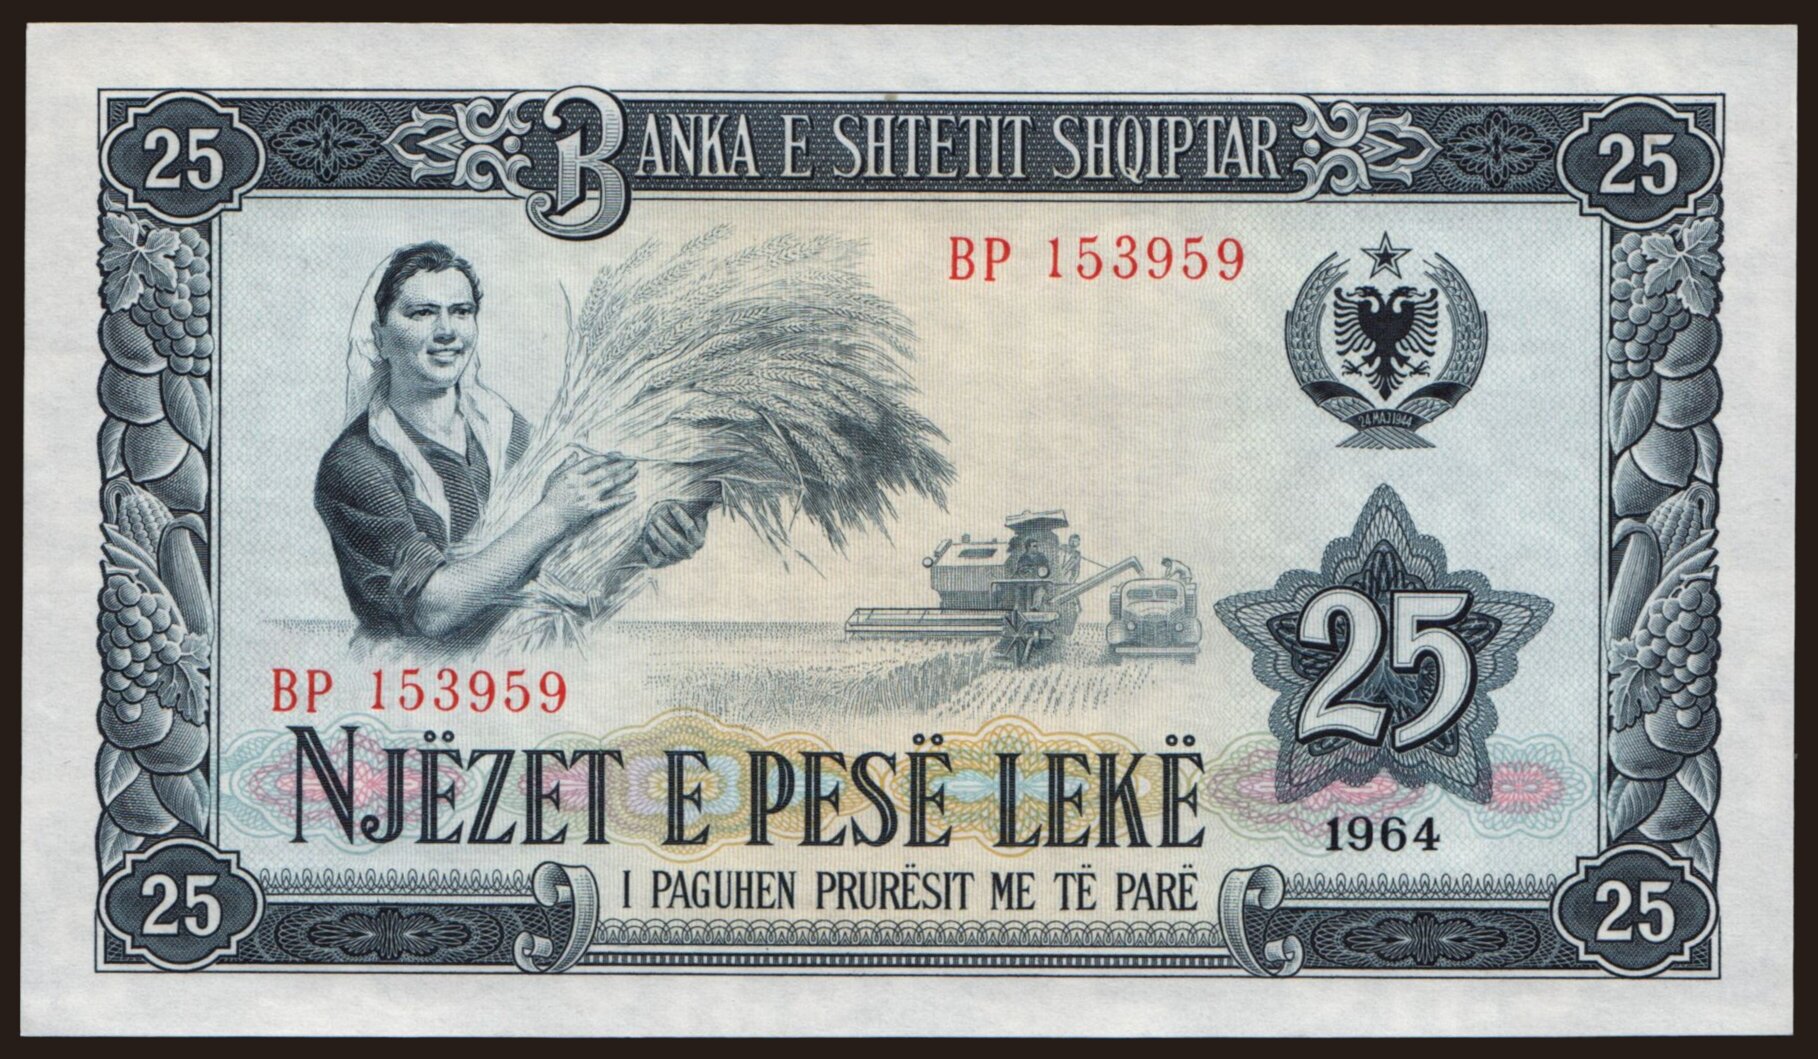 25
BANKA E SHTETIT SHQIPTAR
25
BP 153959
24 MAJ 1944
25
BP 153959
NJËZET E PESË LEKË
1964
I PAGUHEN PRURËSIT ME TË PARË
25
25